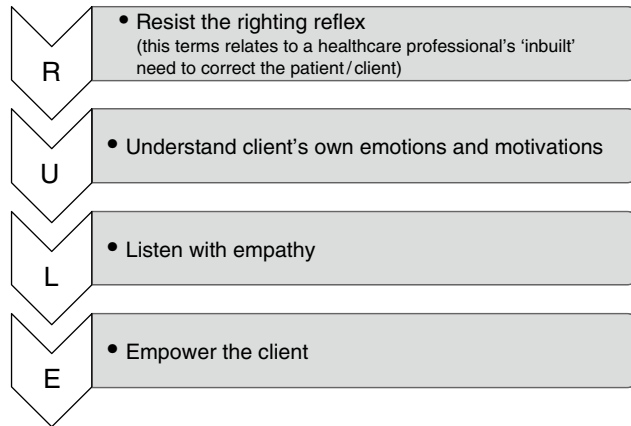 R
• Resist the righting reflex
(this terms relates to a healthcare professional's ‘inbuilt’
need to correct the patient/client)
U
• Understand client's own emotions and motivations
L
• Listen with empathy
E
• Empower the client